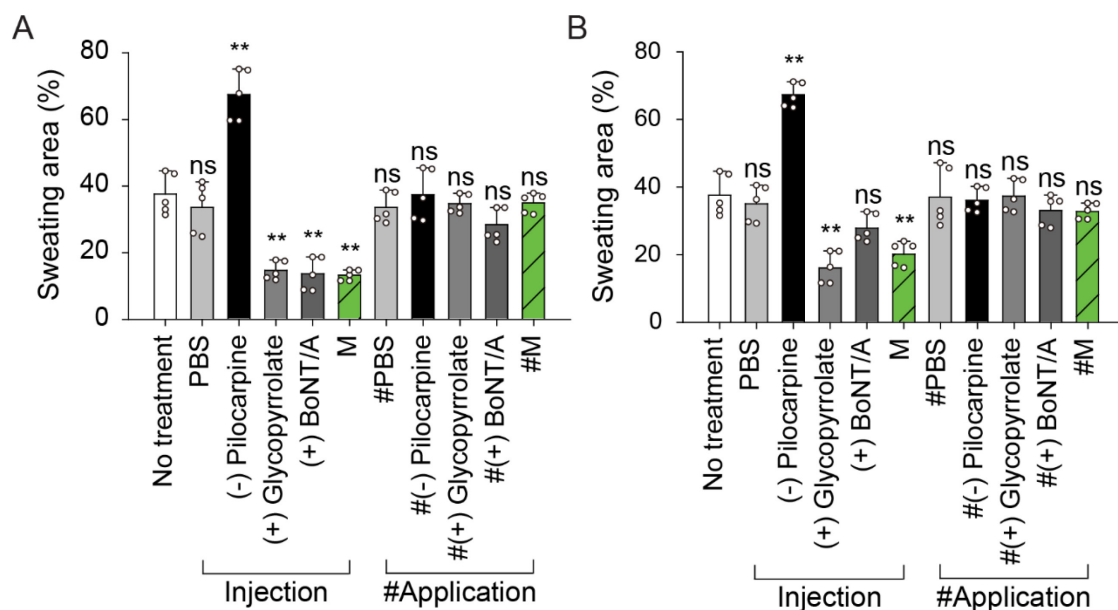 A
Sweating area (%)
80
60
40
20
0
ns
**
**
**
**
ns
ns
ns
ns
ns
No treatment
PBS
(-) Pilocarpine
(+) Glycopyrrolate
(+) BoNT/A
M
#PBS
#(-) Pilocarpine
#(+) Glycopyrrolate
#(+) BoNT/A
#M
Injection
#Application
B
Sweating area (%)
80
60
40
20
0
ns
**
**
ns
**
ns
ns
ns
ns
ns
No treatment
PBS
(-) Pilocarpine
(+) Glycopyrrolate
(+) BoNT/A
M
#PBS
#(-) Pilocarpine
#(+) Glycopyrrolate
#(+) BoNT/A
#M
Injection
#Application